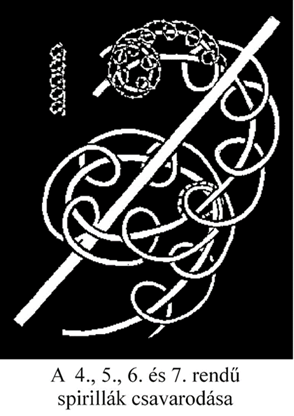 A 4., 5., 6. és 7. rendű
spirillák csavarodása